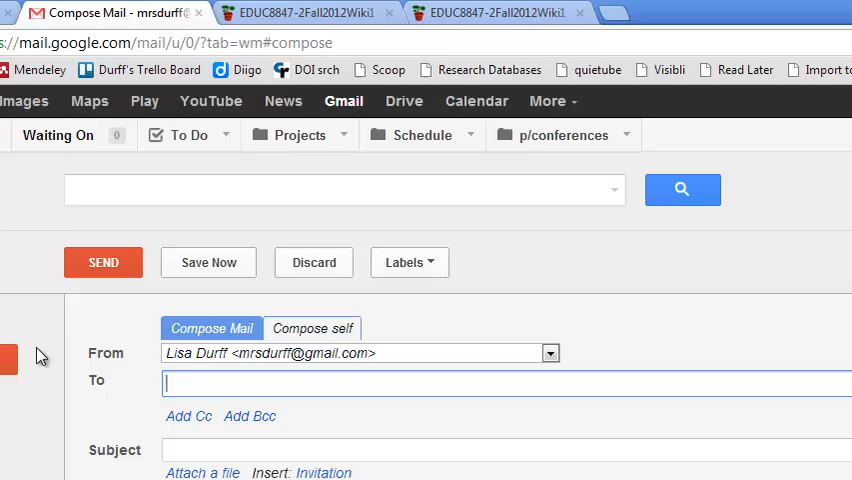 Compose Mail - mrsdurff@ × EDUC8847-2Fall2012Wiki1 × EDUC8847-2Fall2012Wiki1 ×
s://mail.google.com/mail/u/0/?tab=wm#compose
Mendeley Durff's Trello Board Diigo DOI srch Scoop Research Databases quietube Visibli Read Later Import to
Images Maps Play YouTube News Gmail Drive Calendar More
Waiting On 0 To Do Projects Schedule p/conferences
SEND Save Now Discard Labels
Compose Mail Compose self
From Lisa Durff <mrsdurff@gmail.com>
To
Add Cc Add Bcc
Subject
Attach a file Insert: Invitation